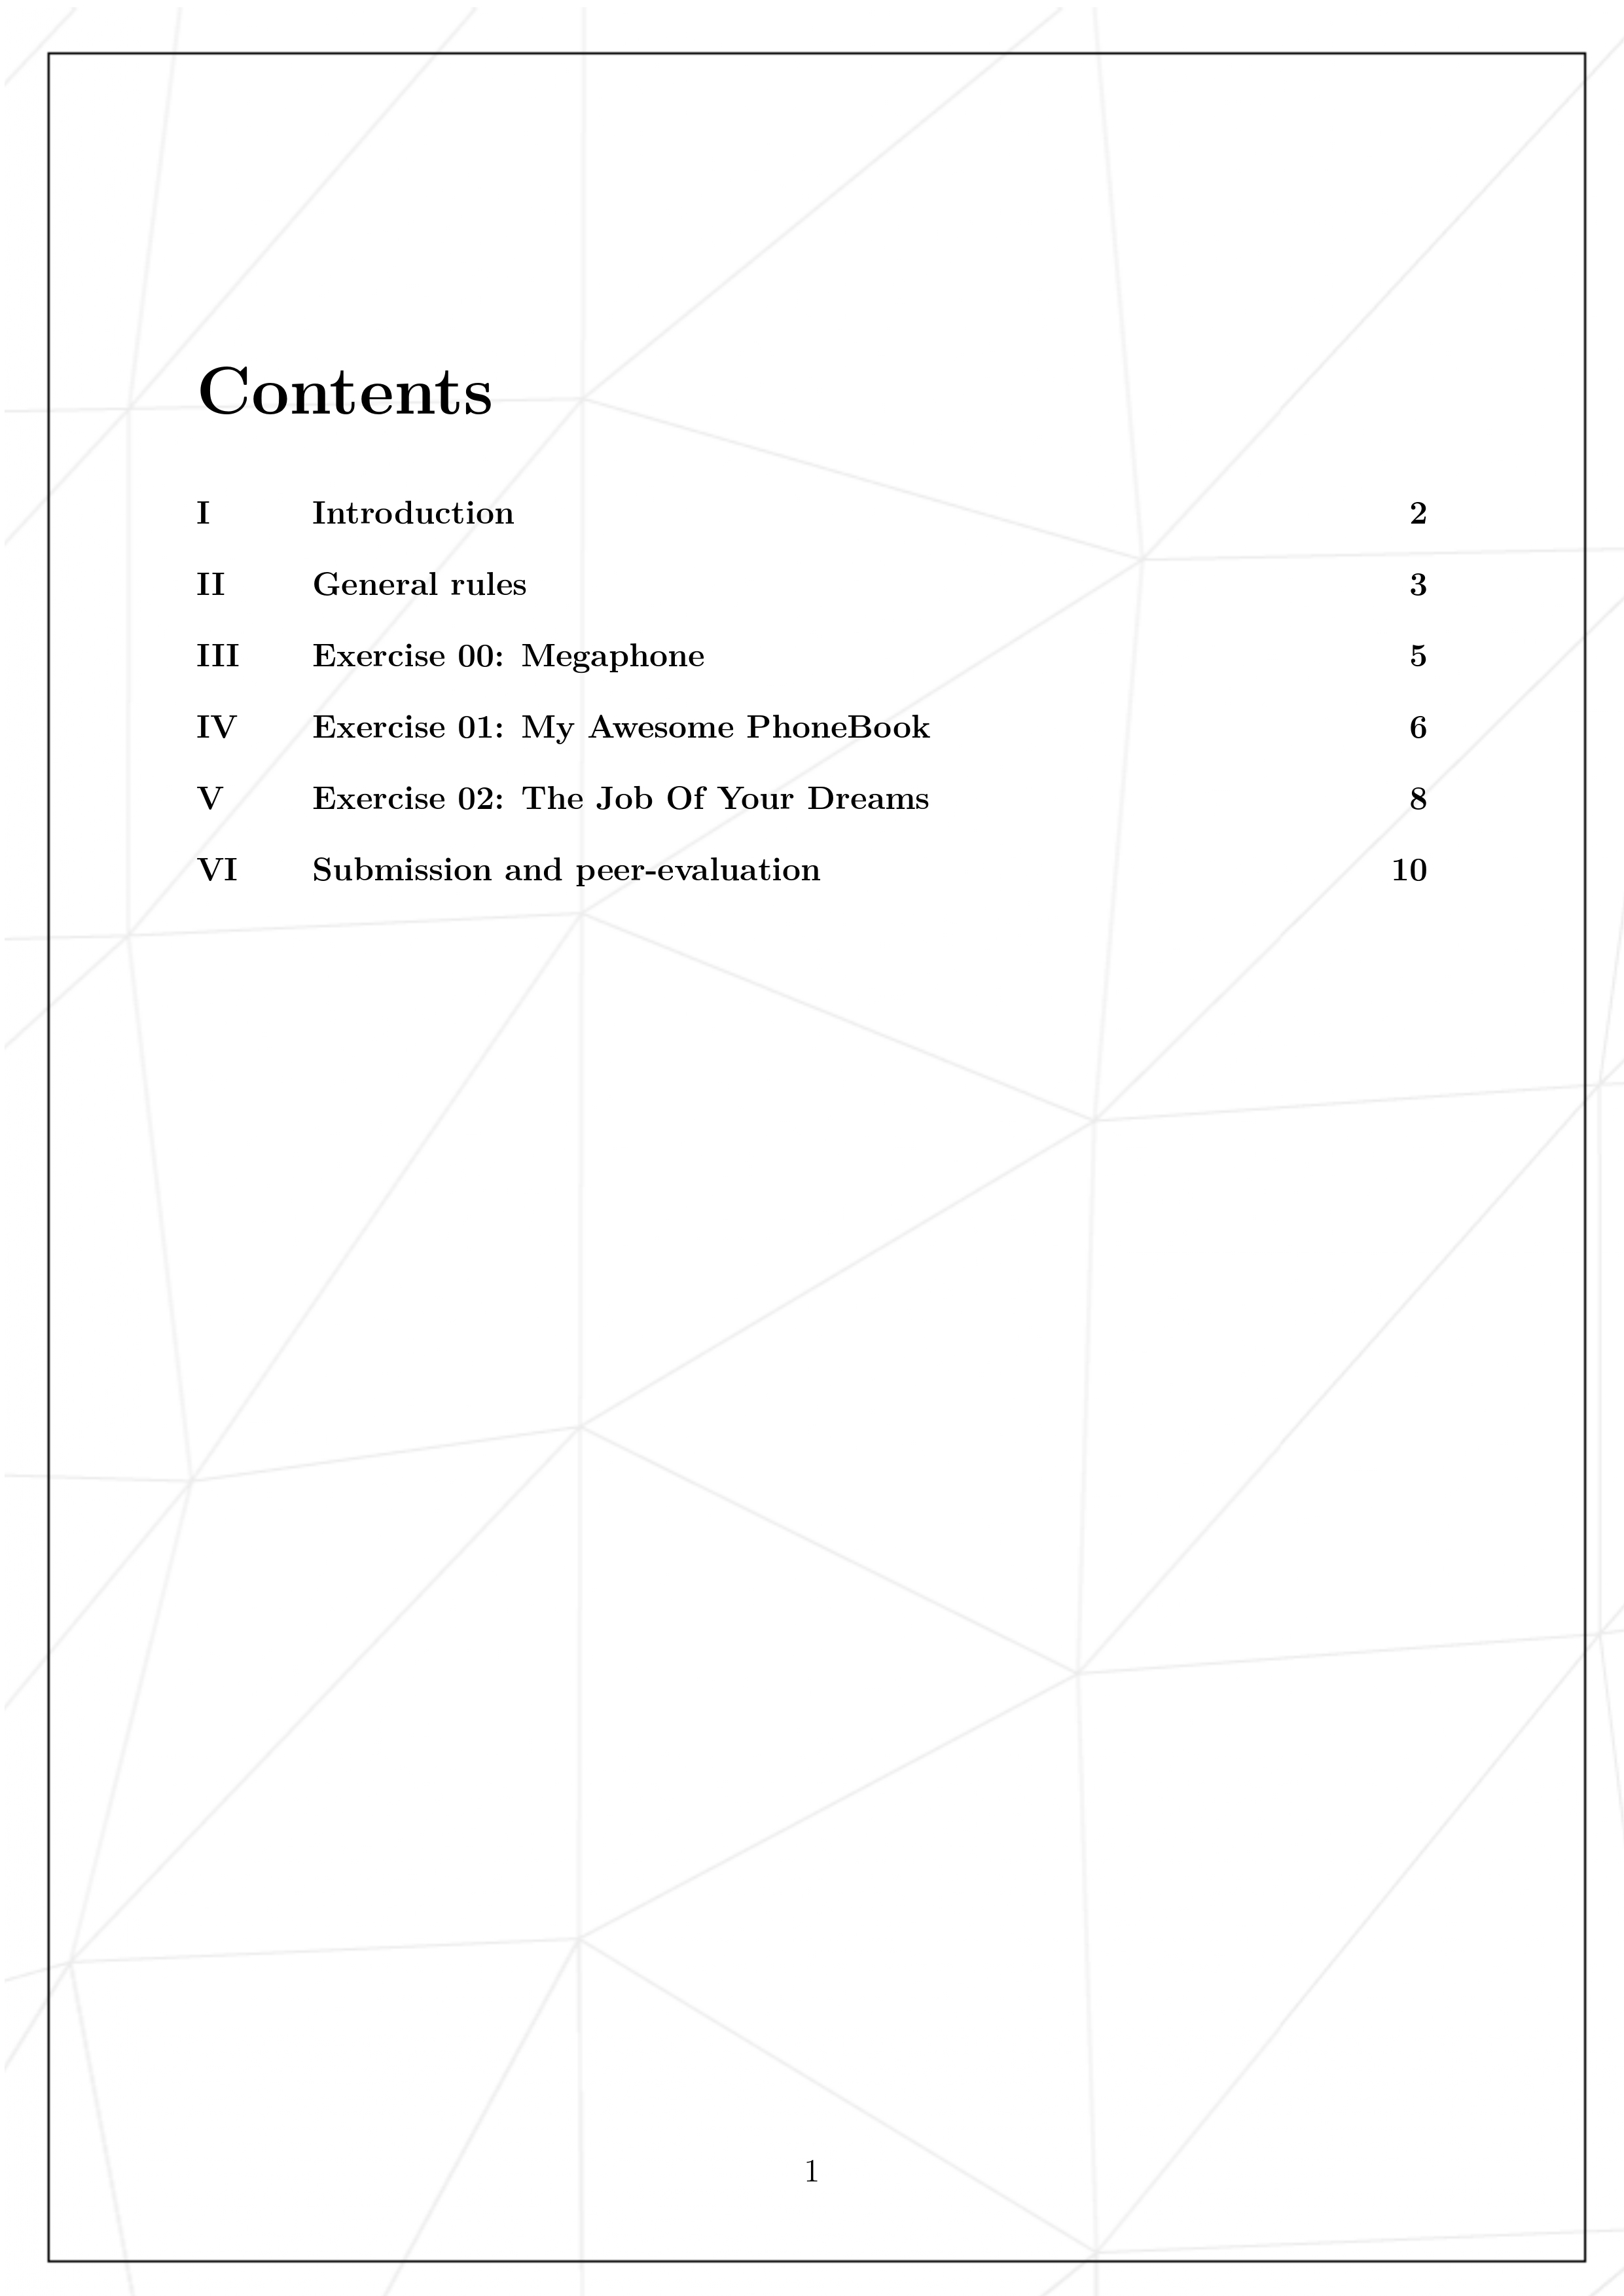 Contents
I Introduction 2
II General rules 3
III Exercise 00: Megaphone 5
IV Exercise 01: My Awesome PhoneBook 6
V Exercise 02: The Job Of Your Dreams 8
VI Submission and peer-evaluation 10
1